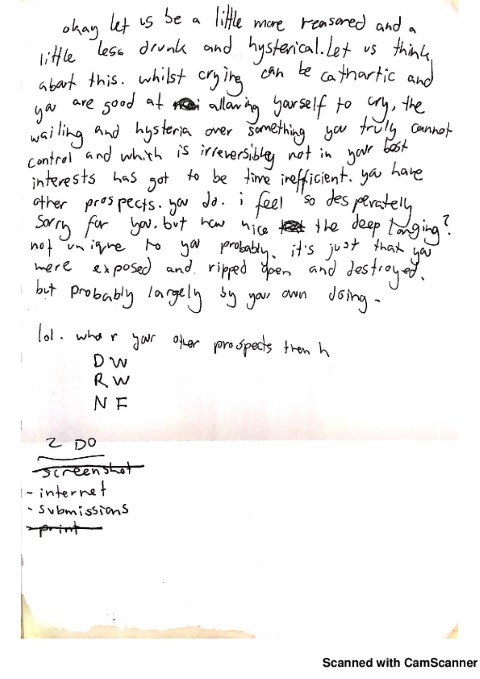 okay let us be a little more reasoned and a
little less drunk and hysterical. Let us think
about this. whilst crying can be cathartic and
you are good at allowing yourself to cry, the
wailing and hysteria over something you truly cannot
control and which is irreversibly not in your best
interests has got to be time inefficient. you have
other prospects. you do. i feel so desperately
sorry for you. but how nice the deep longing?
not unique to you probably. it's just that you
were exposed and ripped open and destroyed.
but probably largely by your own doing.
lol. who r your other prospects then h
DW
RW
NF
2 DO
screenshot
- internet
- submissions
- print
Scanned with CamScanner